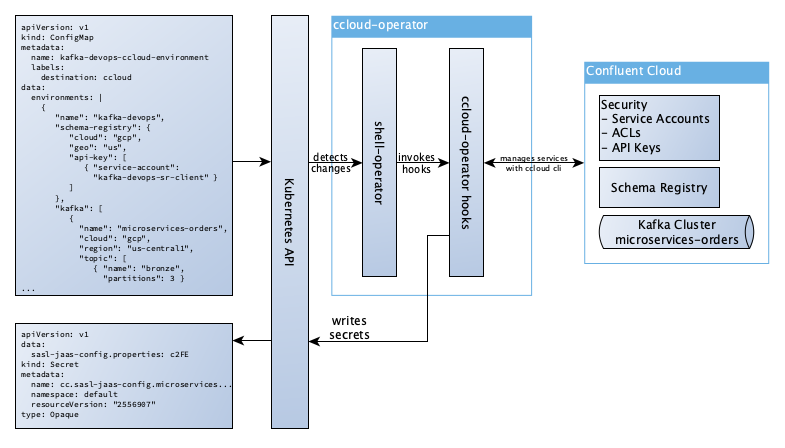 apiVersion: v1
kind: ConfigMap
metadata:
  name: kafka-devops-ccloud-environment
  labels:
    destination: ccloud
data:
  environments: |
    {
      "name": "kafka-devops",
      "schema-registry": {
        "cloud": "gcp",
        "geo": "us",
        "api-key": [
          { "service-account":
            "kafka-devops-sr-client" }
        ]
      },
      "kafka": [
        {
          "name": "microservices-orders",
          "cloud": "gcp",
          "region": "us-central1",
          "topic": [
            { "name": "bronze",
              "partitions": 3 }
...
apiVersion: v1
data:
  sasl-jaas-config.properties: c2FE
kind: Secret
metadata:
  name: cc.sasl-jaas-config.microservices...
  namespace: default
  resourceVersion: "2556907"
type: Opaque
Kubernetes API
ccloud-operator
detects
changes
shell-operator
invokes
hooks
ccloud-operator hooks
writes
secrets
manages services
with ccloud cli
Confluent Cloud
Security
- Service Accounts
- ACLs
- API Keys
Schema Registry
Kafka Cluster
microservices-orders